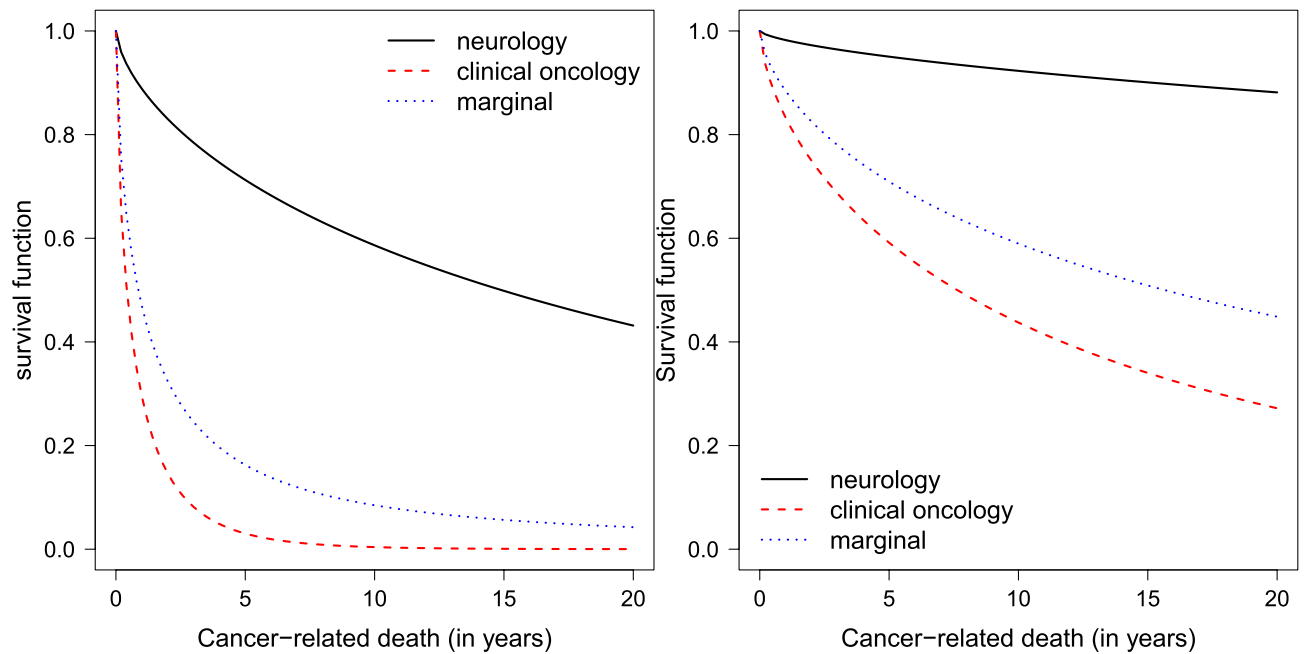 neurology
clinical oncology
marginal
survival function
1.0
0.8
0.6
0.4
0.2
0.0
0 5 10 15 20
Cancer−related death (in years)
Survival function
1.0
0.8
0.6
0.4
0.2
0.0
neurology
clinical oncology
marginal
0 5 10 15 20
Cancer−related death (in years)